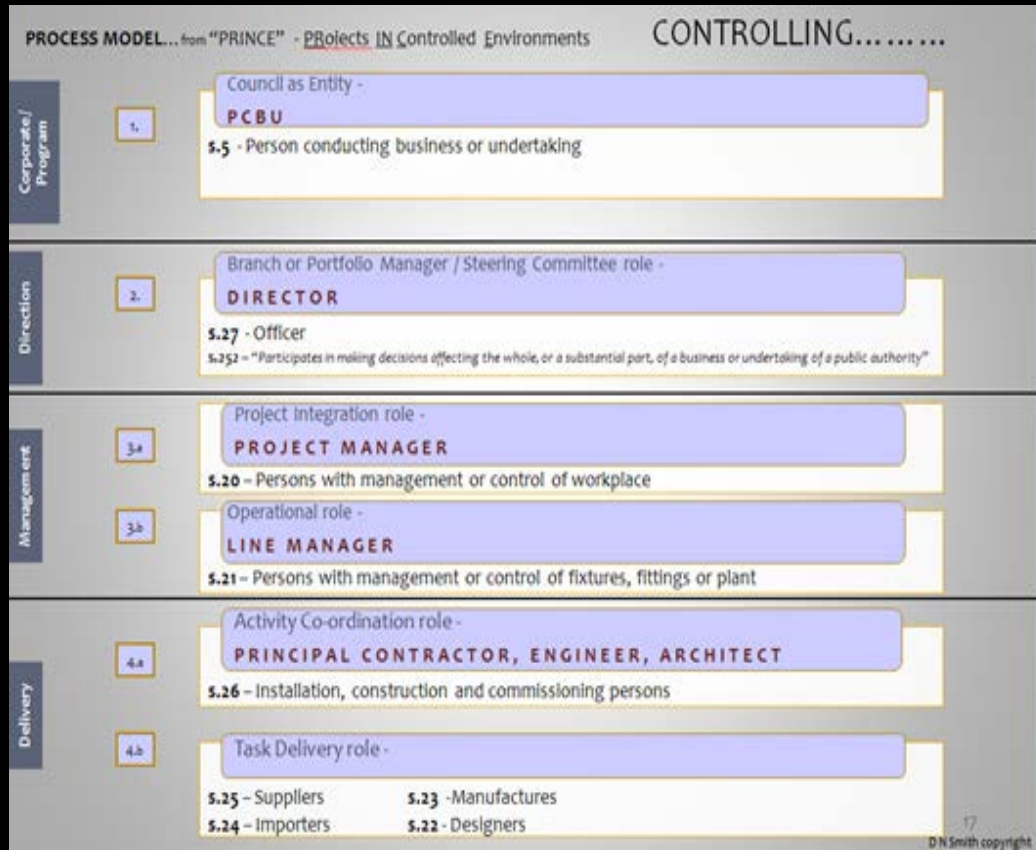 PROCESS MODEL... from "PRINCE" - PRojects IN Controlled Environments
CONTROLLING.........
Corporate/
Program
1.
Council as Entity -
PCBU
s.5 - Person conducting business or undertaking
Direction
2.
Branch or Portfolio Manager / Steering Committee role -
DIRECTOR
s.27 - Officer
s.252 – "Participates in making decisions affecting the whole, or a substantial part, of a business or undertaking of a public authority"
Management
3.a
Project Integration role -
PROJECT MANAGER
s.20 – Persons with management or control of workplace
3.b
Operational role -
LINE MANAGER
s.21 – Persons with management or control of fixtures, fittings or plant
Delivery
4.a
Activity Co-ordination role -
PRINCIPAL CONTRACTOR, ENGINEER, ARCHITECT
s.26 – Installation, construction and commissioning persons
4.b
Task Delivery role -
s.25 – Suppliers s.23 -Manufactures
s.24 – Importers s.22 - Designers
17
D N Smith copyright